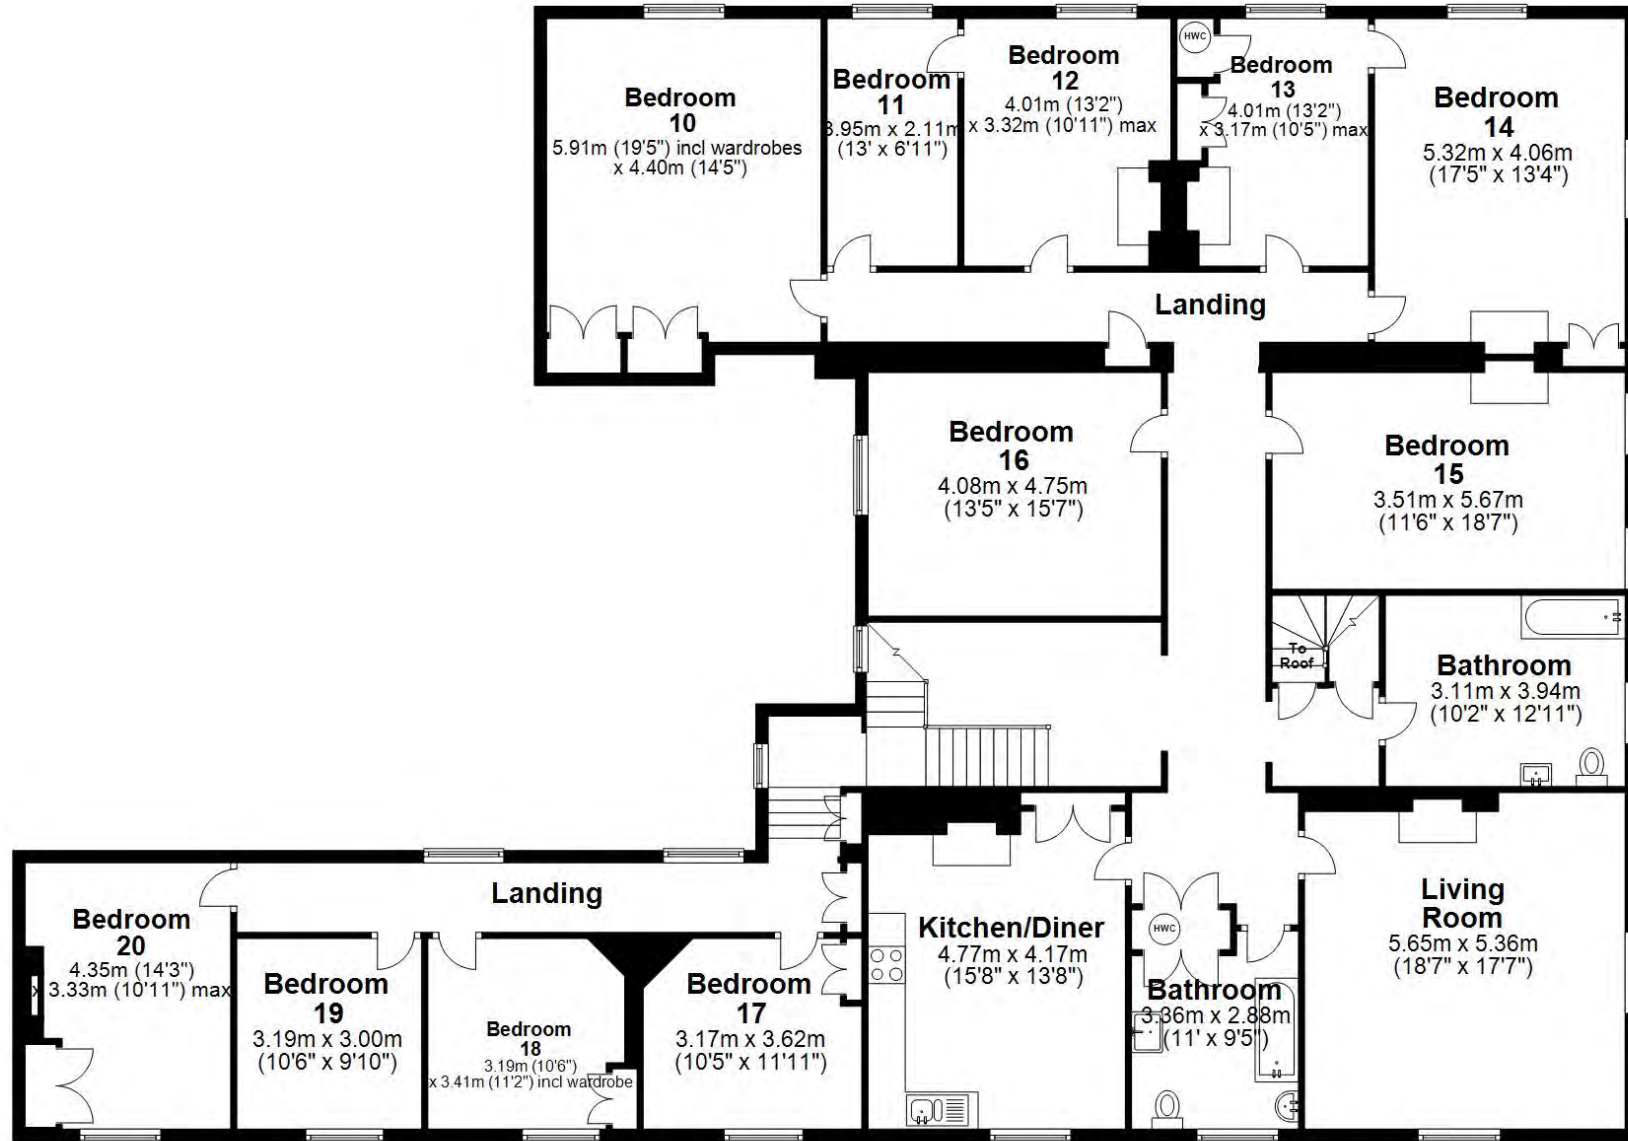 Bedroom
10
5.91m (19'5") incl wardrobes
x 4.40m (14'5")
Bedroom
11
3.95m x 2.11m
(13' x 6'11")
Bedroom
12
4.01m (13'2")
x 3.32m (10'11") max
HWC
Bedroom
13
4.01m (13'2")
x 3.17m (10'5") max
Bedroom
14
5.32m x 4.06m
(17'5" x 13'4")
Landing
Bedroom
16
4.08m x 4.75m
(13'5" x 15'7")
Bedroom
15
3.51m x 5.67m
(11'6" x 18'7")
To
Roof
Bathroom
3.11m x 3.94m
(10'2" x 12'11")
Landing
Bedroom
20
4.35m (14'3")
x 3.33m (10'11") max
Bedroom
19
3.19m x 3.00m
(10'6" x 9'10")
Bedroom
18
3.19m (10'6")
x 3.41m (11'2") incl wardrobe
Bedroom
17
3.17m x 3.62m
(10'5" x 11'11")
Kitchen/Diner
4.77m x 4.17m
(15'8" x 13'8")
HWC
Bathroom
3.36m x 2.88m
(11' x 9'5")
Living
Room
5.65m x 5.36m
(18'7" x 17'7")